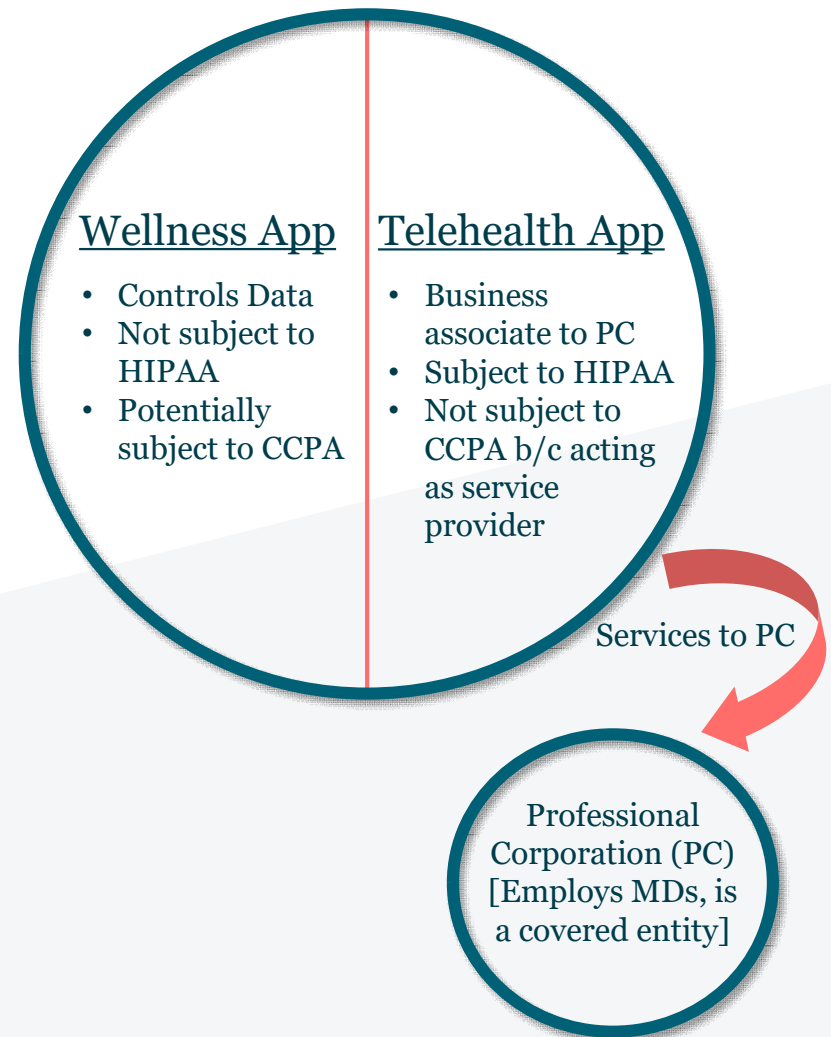 Wellness App
• Controls Data
• Not subject to
HIPAA
• Potentially
subject to CCPA
Telehealth App
• Business
associate to PC
• Subject to HIPAA
• Not subject to
CCPA b/c acting
as service
provider
Services to PC
Professional
Corporation (PC)
[Employs MDs, is
a covered entity]